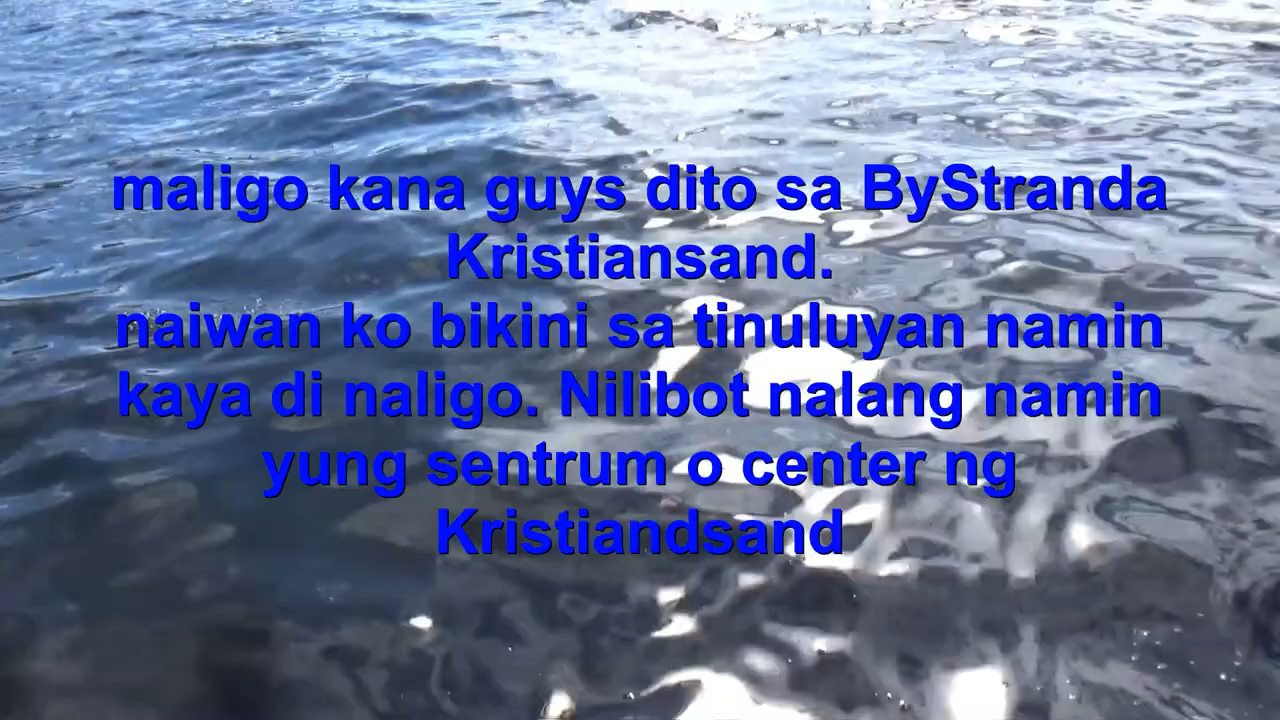 maligo kana guys dito sa ByStranda
Kristiansand.
naiwan ko bikini sa tinuluyan namin
kaya di naligo. Nilibot nalang namin
yung sentrum o center ng
Kristiandsand